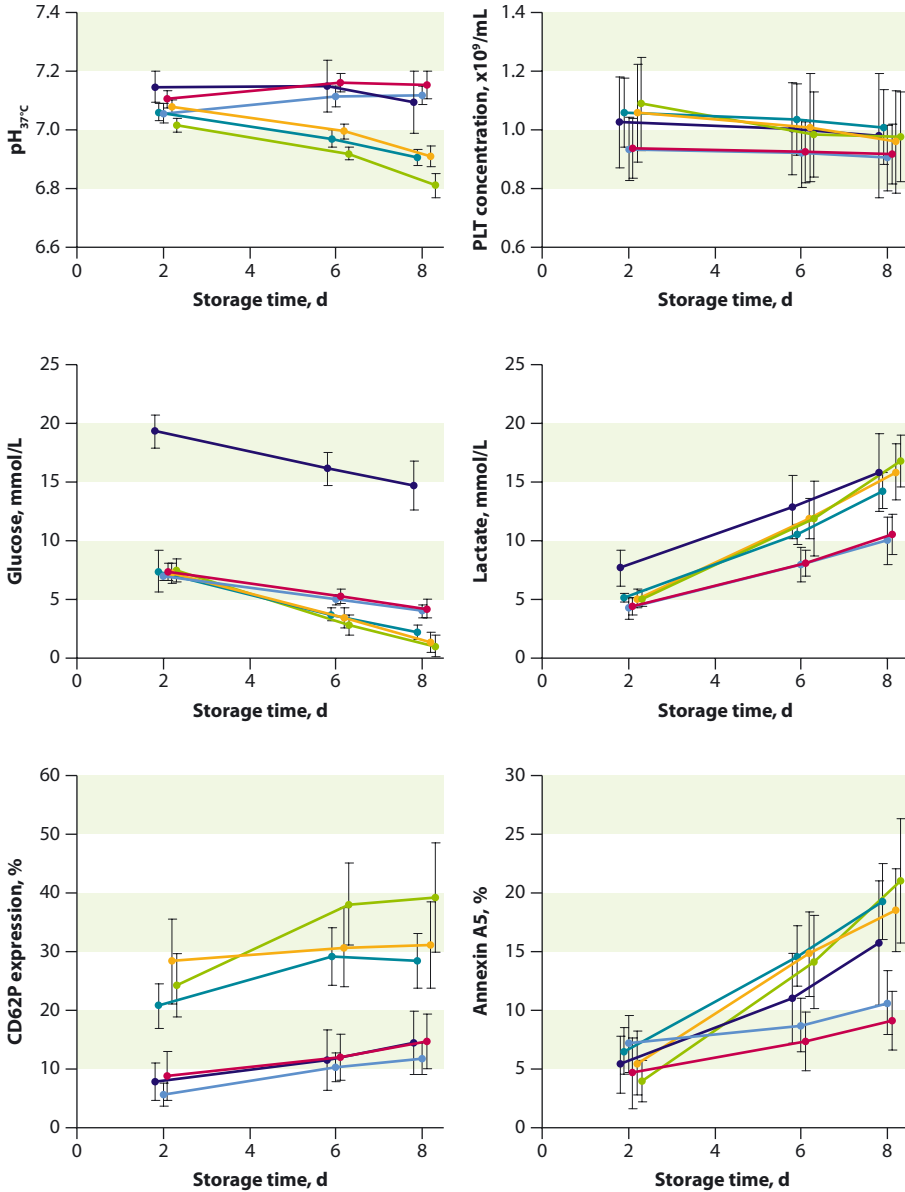 pH37°C
7.4
7.2
7.0
6.8
6.6
0 2 4 6 8
Storage time, d
PLT concentration, x10⁹/mL
1.4
1.2
1.0
0.8
0.6
0 2 4 6 8
Storage time, d
Glucose, mmol/L
25
20
15
10
5
0
0 2 4 6 8
Storage time, d
Lactate, mmol/L
25
20
15
10
5
0
0 2 4 6 8
Storage time, d
CD62P expression, %
60
50
40
30
20
10
0
0 2 4 6 8
Storage time, d
Annexin A5, %
30
25
20
15
10
5
0
0 2 4 6 8
Storage time, d